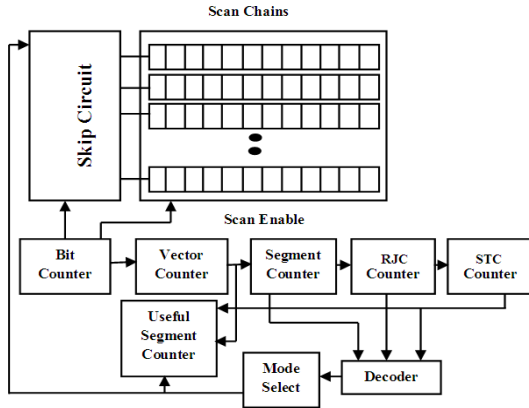 Scan Chains
Skip Circuit
Scan Enable
Bit
Counter
Vector
Counter
Segment
Counter
RJC
Counter
STC
Counter
Useful
Segment
Counter
Mode
Select
Decoder